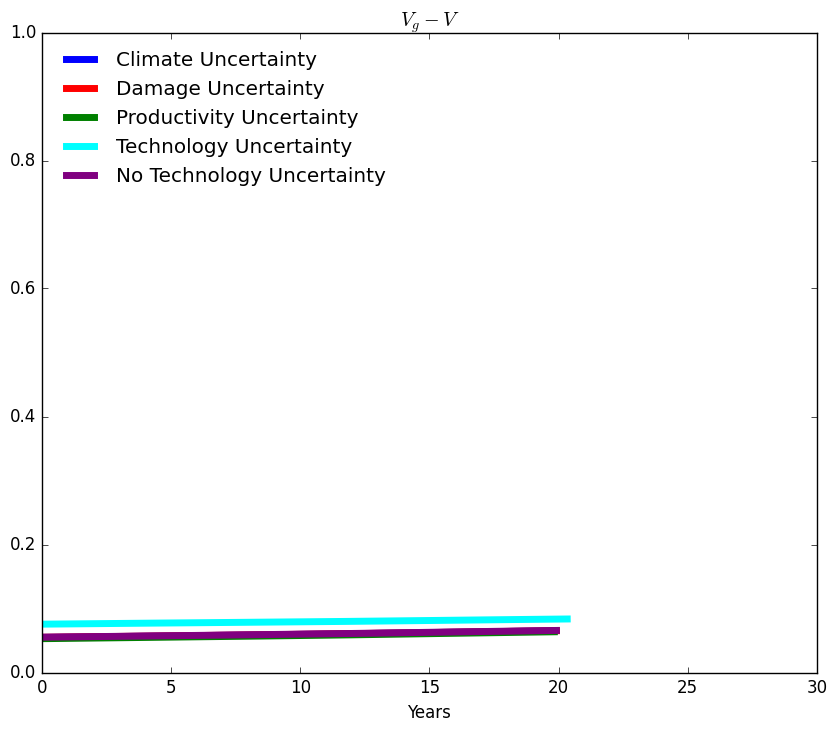 V_g − V
1.0
Climate Uncertainty
Damage Uncertainty
Productivity Uncertainty
Technology Uncertainty
No Technology Uncertainty
0.8
0.6
0.4
0.2
0.0
0 5 10 15 20 25 30
Years